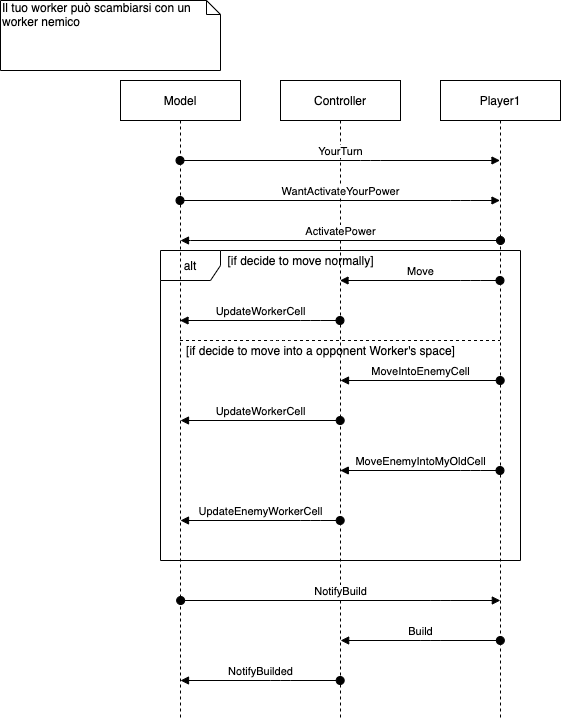 Il tuo worker può scambiarsi con un
worker nemico
Model
Controller
Player1
YourTurn
WantActivateYourPower
ActivatePower
alt
[if decide to move normally]
Move
UpdateWorkerCell
[if decide to move into a opponent Worker's space]
MoveIntoEnemyCell
UpdateWorkerCell
MoveEnemyIntoMyOldCell
UpdateEnemyWorkerCell
NotifyBuild
Build
NotifyBuilded